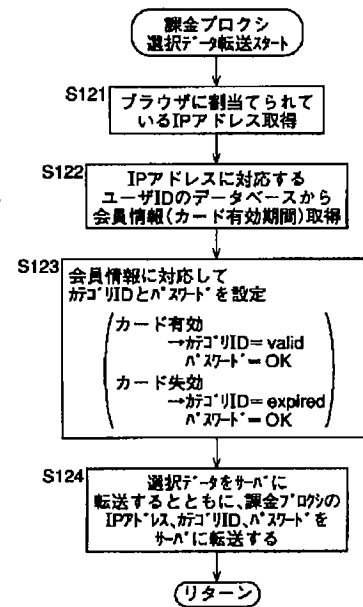 課金プロクシ
選択データ転送スタート
S121
ブラウザに割当てられて
いるIPアドレス取得
S122
IPアドレスに対応する
ユーザIDのデータベースから
会員情報(カード有効期間)取得
S123
会員情報に対応して
カテゴリIDとパスワードを設定
カード有効
→カテゴリID=valid
パスワード=OK
カード失効
→カテゴリID=expired
パスワード=OK
S124
選択データをサーバに
転送するとともに、課金プロクシの
IPアドレス、カテゴリID、パスワードを
サーバに転送する
リターン